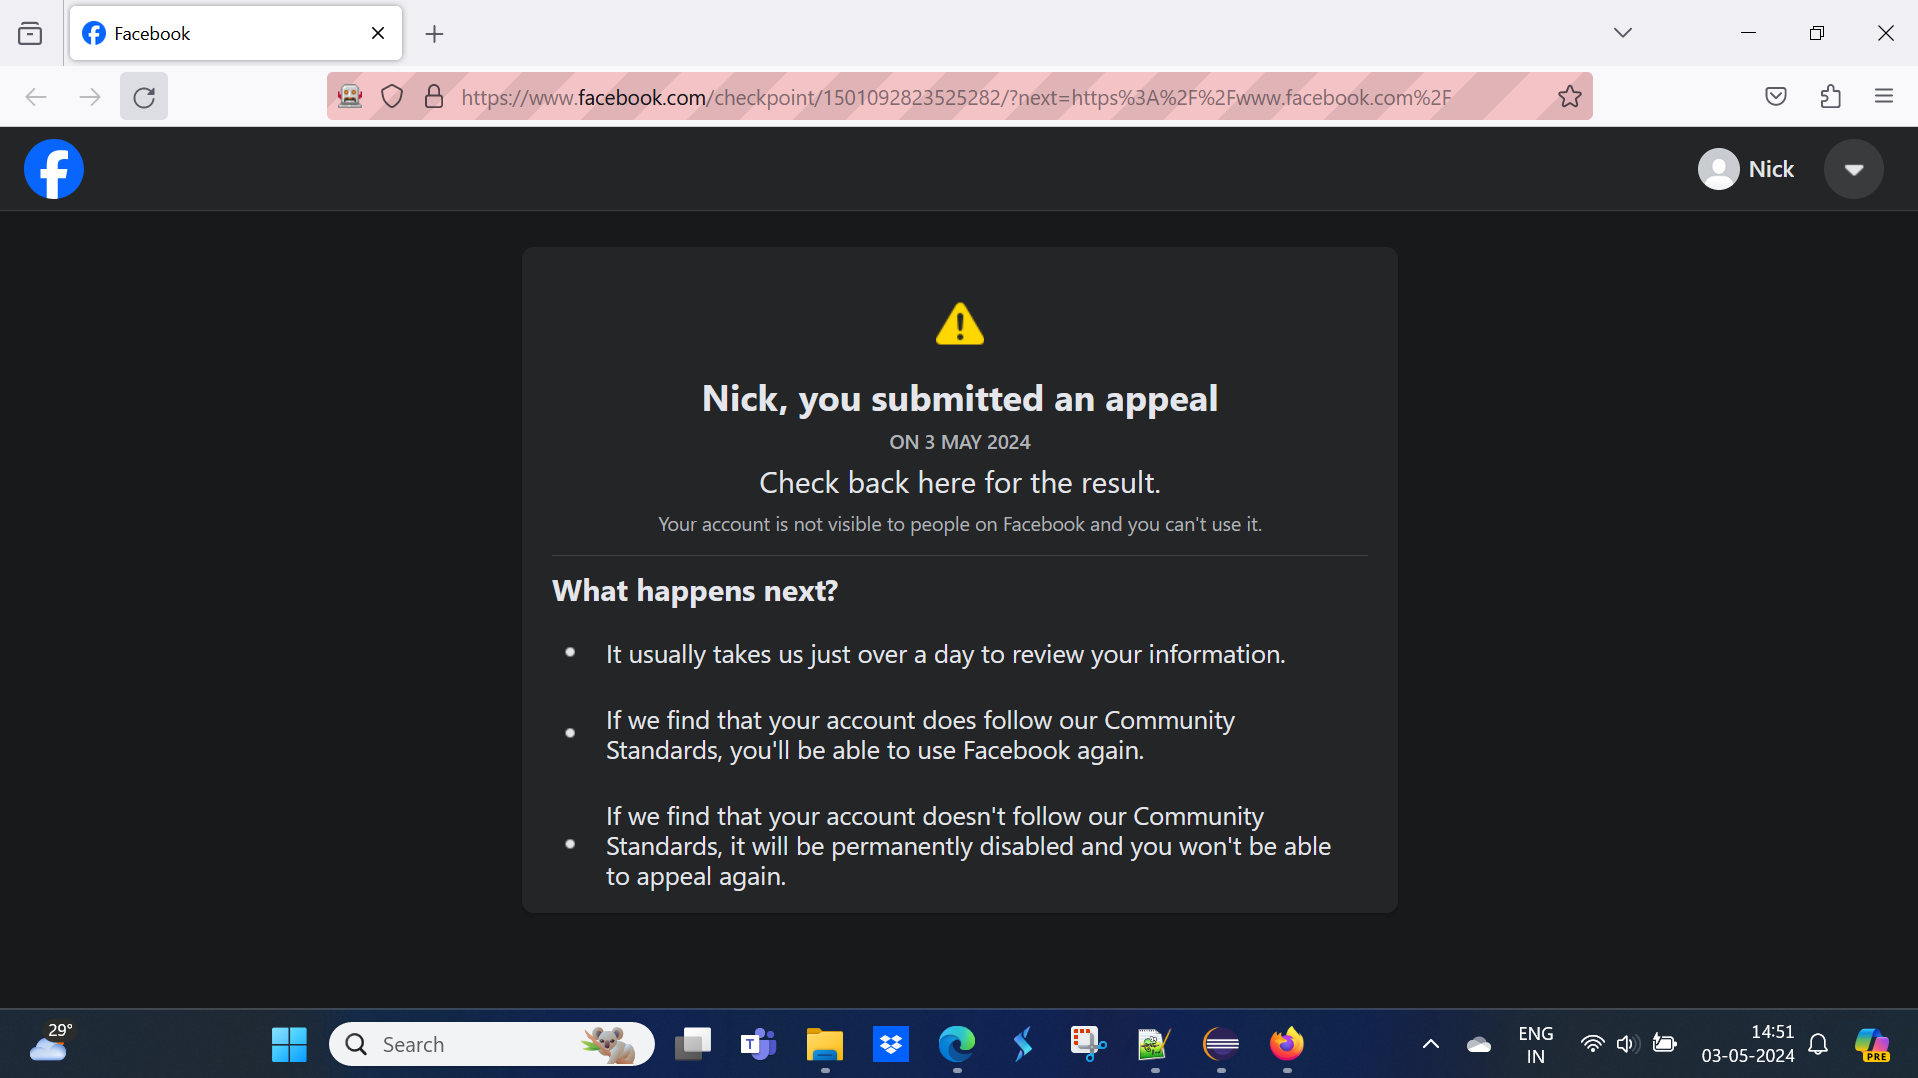 Facebook
https://www.facebook.com/checkpoint/1501092823525282/?next=https%3A%2F%2Fwww.facebook.com%2F
Nick
Nick, you submitted an appeal
ON 3 MAY 2024
Check back here for the result.
Your account is not visible to people on Facebook and you can't use it.
What happens next?
It usually takes us just over a day to review your information.
If we find that your account does follow our Community
Standards, you'll be able to use Facebook again.
If we find that your account doesn't follow our Community
Standards, it will be permanently disabled and you won't be able
to appeal again.
29°
Search
ENG
IN
14:51
03-05-2024
PRE